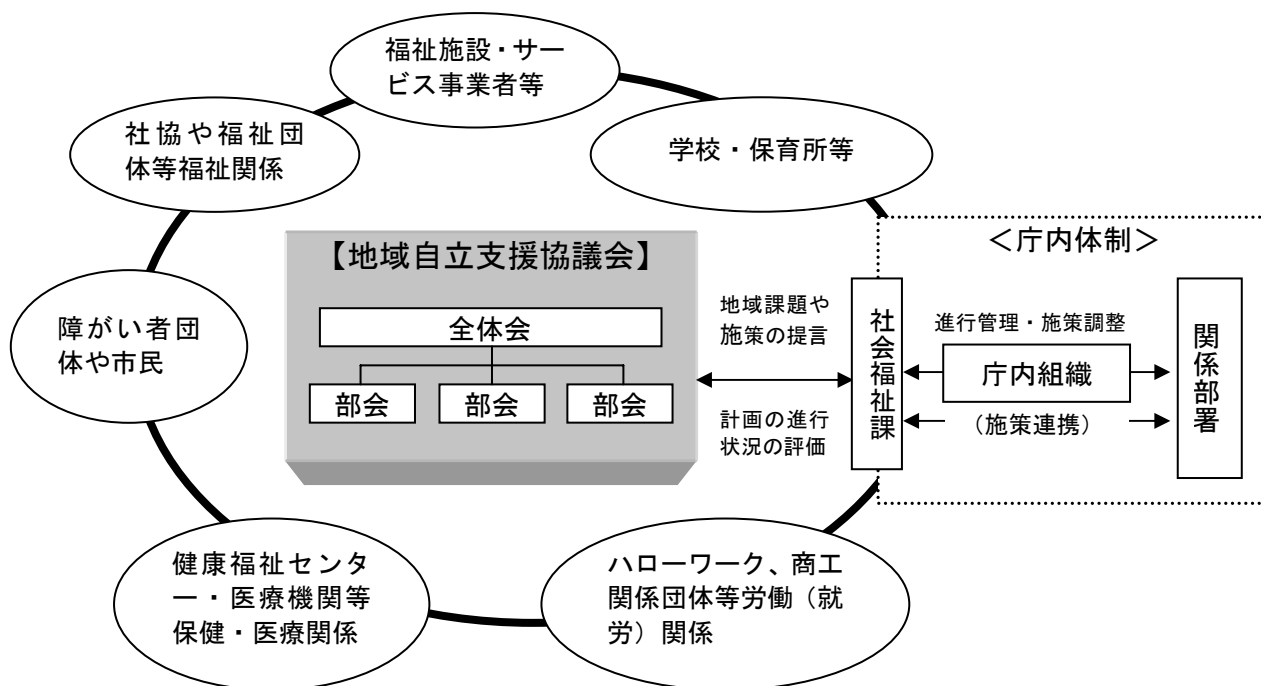 福祉施設・サー
ビス事業者等
社協や福祉団
体等福祉関係
学校・保育所等
<庁内体制>
【地域自立支援協議会】
全体会
部会
部会
部会
地域課題や
施策の提言
計画の進行
状況の評価
社会福祉課
進行管理・施策調整
庁内組織
(施策連携)
関係部署
障がい者団
体や市民
健康福祉センタ
ー・医療機関等
保健・医療関係
ハローワーク、商工
関係団体等労働(就
労)関係